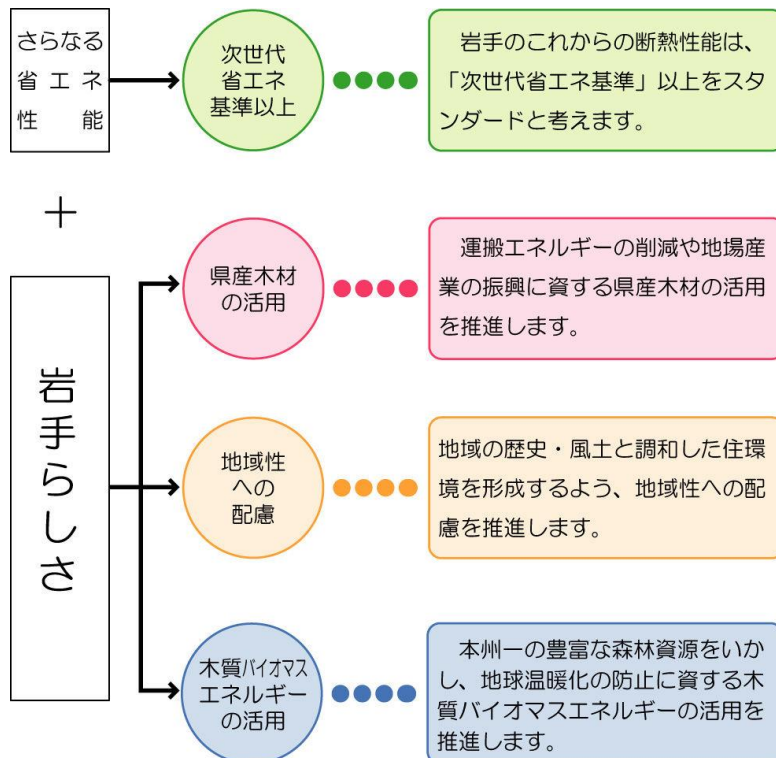 さらなる
省エネ
性能
次世代
省エネ
基準以上
岩手のこれからの断熱性能は、
「次世代省エネ基準」以上をスタ
ンダードと考えます。
＋
岩手らしさ
県産木材
の活用
運搬エネルギーの削減や地場産
業の振興に資する県産木材の活用
を推進します。
地域性
への
配慮
地域の歴史・風土と調和した住環
境を形成するよう、地域性への配
慮を推進します。
木質バイオマス
エネルギー
の活用
本州一の豊富な森林資源をいか
し、地球温暖化の防止に資する木
質バイオマスエネルギーの活用を
推進します。